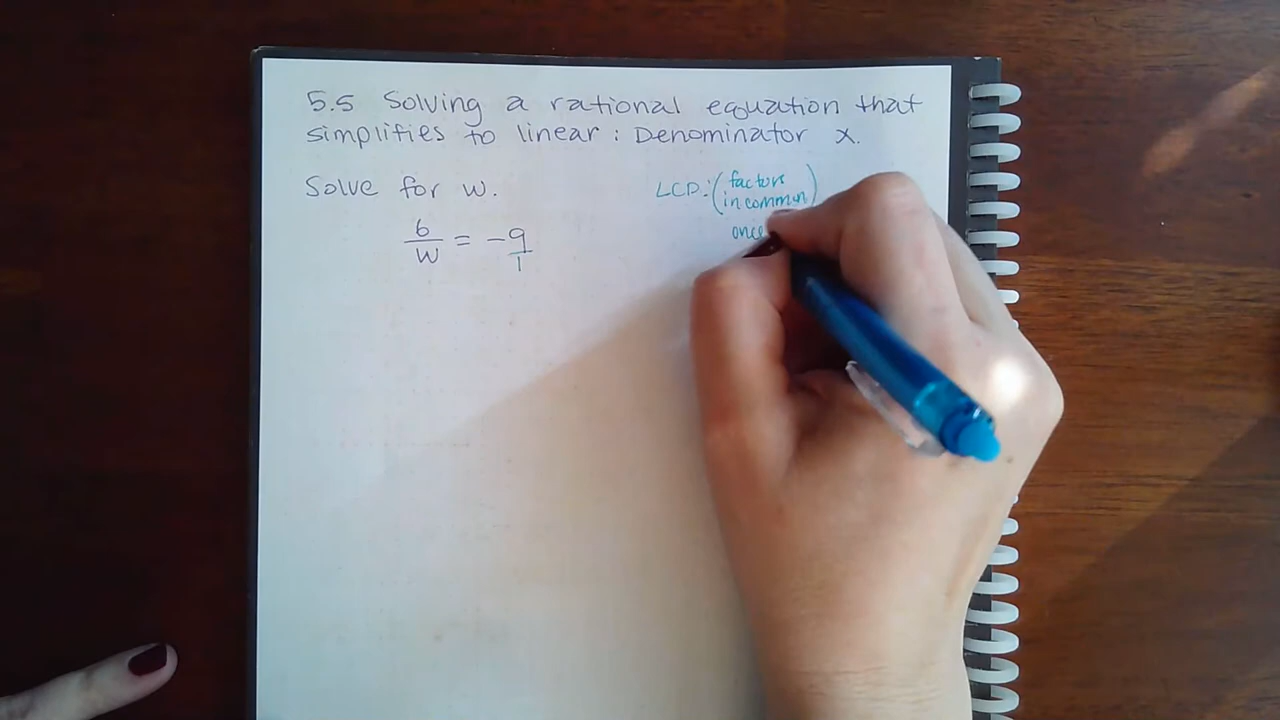 5.5 Solving a rational equation that
simplifies to linear: Denominator x.
Solve for w.
LCD: (factors
in common)
once
6/w = -9/1